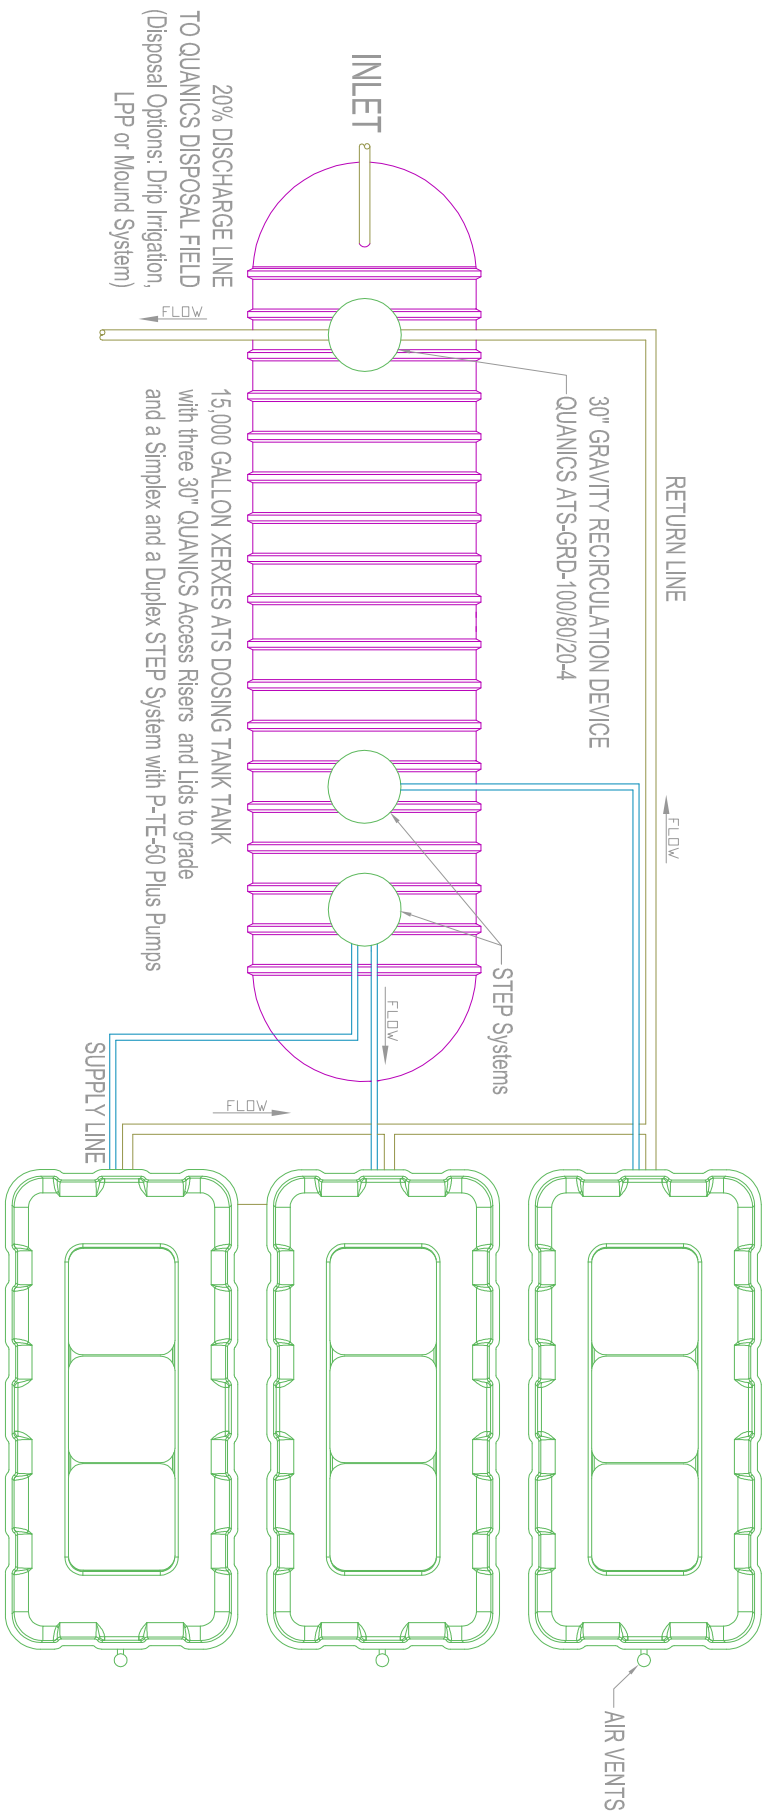 INLET
20% DISCHARGE LINE
TO QUANICS DISPOSAL FIELD
(Disposal Options: Drip Irrigation,
LPP or Mound System)
FLOW
RETURN LINE
30" GRAVITY RECIRCULATION DEVICE
QUANICS ATS-GRD-100/80/20-4
15,000 GALLON XERXES ATS DOSING TANK TANK
with three 30" QUANICS Access Risers and Lids to grade
and a Simplex and a Duplex STEP System with P-TE-50 Plus Pumps
FLOW
STEP Systems
FLOW
SUPPLY LINE
FLOW
AIR VENTS